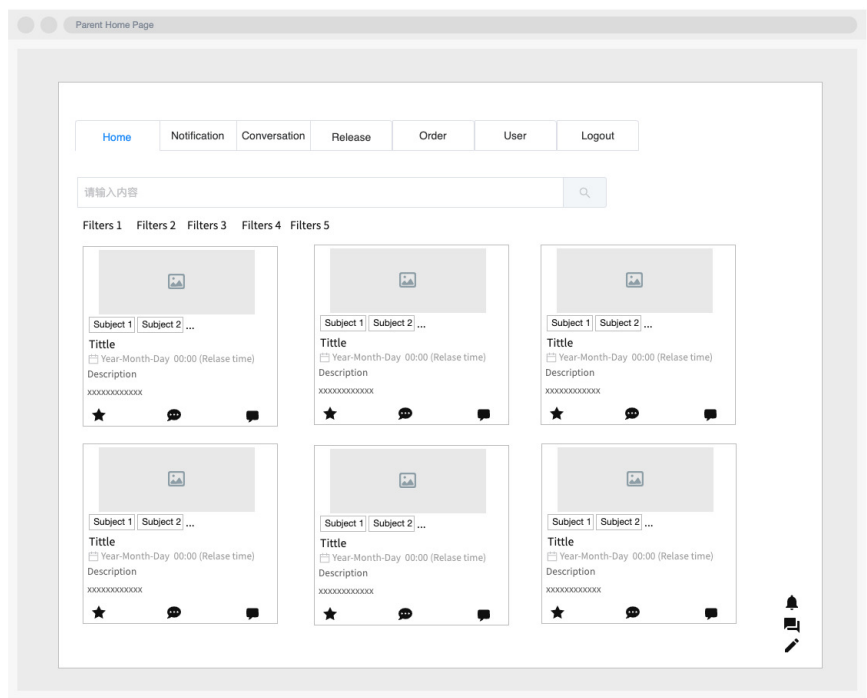 Parent Home Page
Home Notification Conversation Release Order User Logout
请输入内容
Filters 1 Filters 2 Filters 3 Filters 4 Filters 5
Subject 1 Subject 2 ...
Tittle
Year-Month-Day 00:00 (Relase time)
Description
xxxxxxxxxxxx
Subject 1 Subject 2 ...
Tittle
Year-Month-Day 00:00 (Relase time)
Description
xxxxxxxxxxxx
Subject 1 Subject 2 ...
Tittle
Year-Month-Day 00:00 (Relase time)
Description
xxxxxxxxxxxx
Subject 1 Subject 2 ...
Tittle
Year-Month-Day 00:00 (Relase time)
Description
xxxxxxxxxxxx
Subject 1 Subject 2 ...
Tittle
Year-Month-Day 00:00 (Relase time)
Description
xxxxxxxxxxxx
Subject 1 Subject 2 ...
Tittle
Year-Month-Day 00:00 (Relase time)
Description
xxxxxxxxxxxx